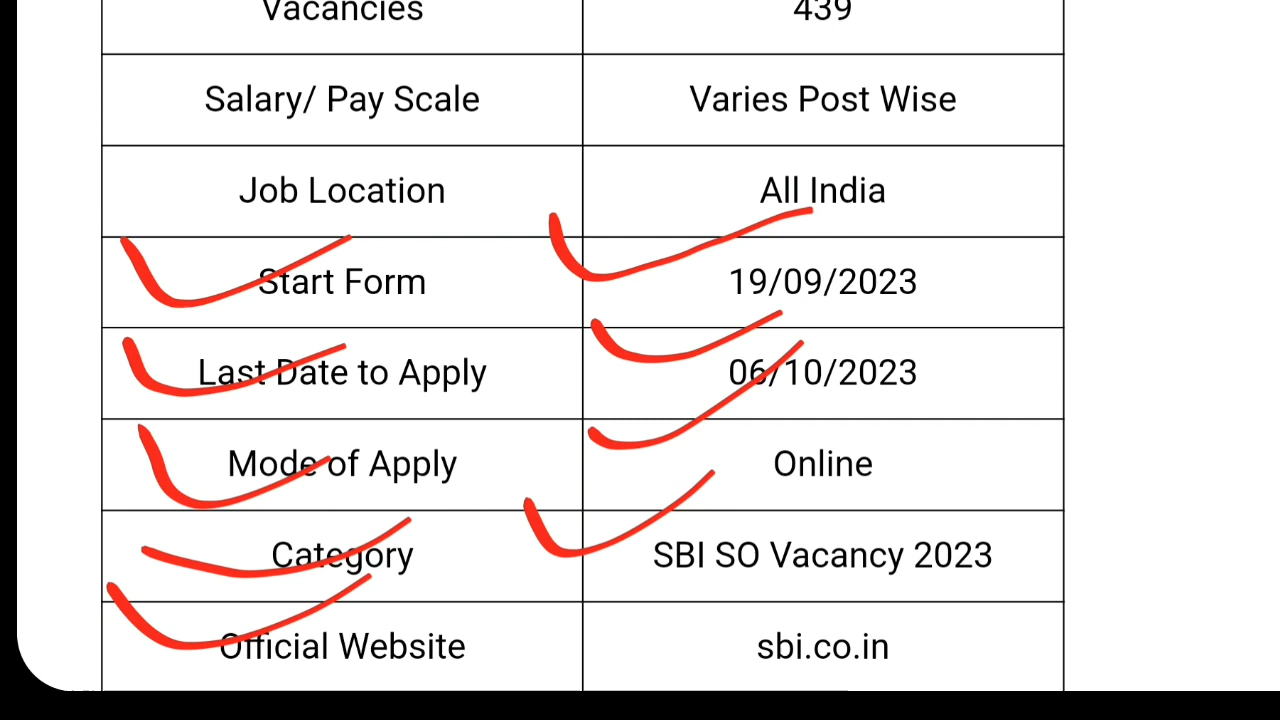 Vacancies 439
Salary/ Pay Scale Varies Post Wise
Job Location All India
Start Form 19/09/2023
Last Date to Apply 06/10/2023
Mode of Apply Online
Category SBI SO Vacancy 2023
Official Website sbi.co.in